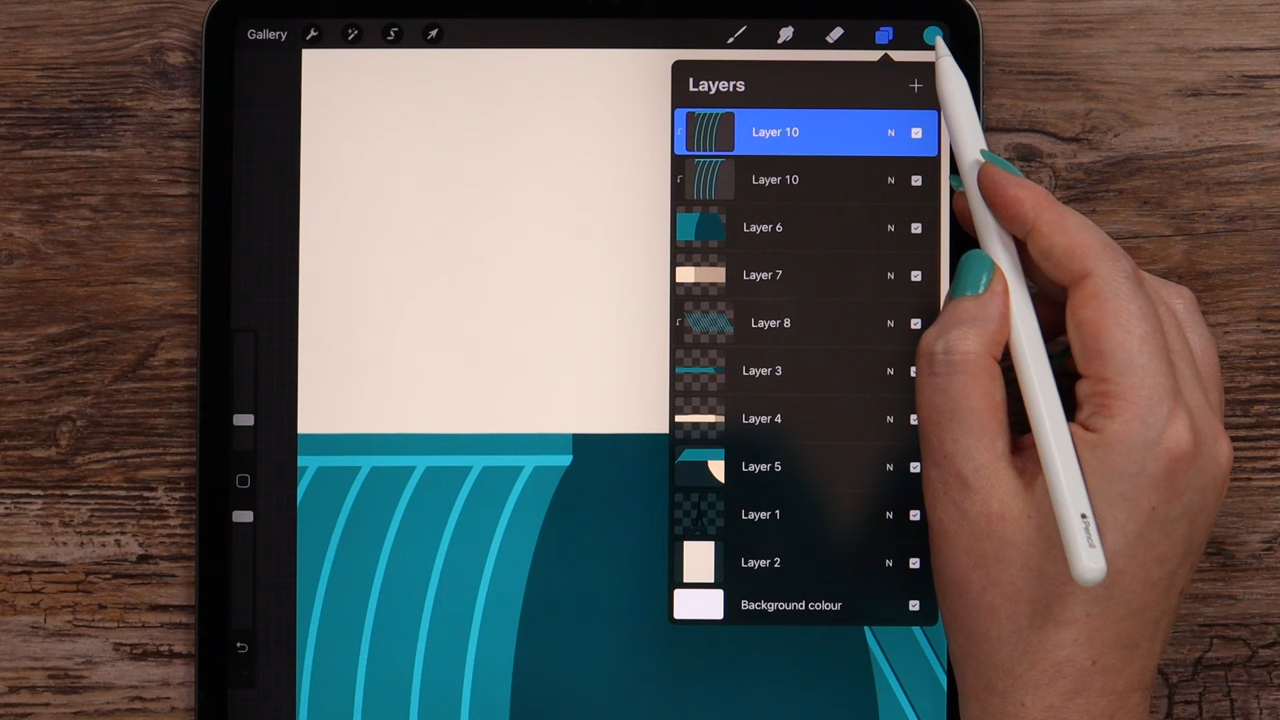 Gallery
Layers
Layer 10 N
Layer 10 N
Layer 6 N
Layer 7 N
Layer 8 N
Layer 3 N
Layer 4 N
Layer 5 N
Layer 1 N
Layer 2 N
Background colour
Pencil